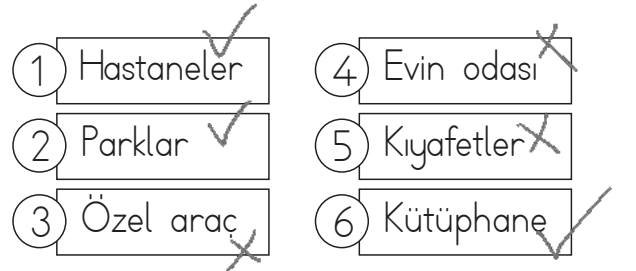 1 Hastaneler
2 Parklar
3 Özel araç
4 Evin odası
5 Kıyafetler
6 Kütüphane